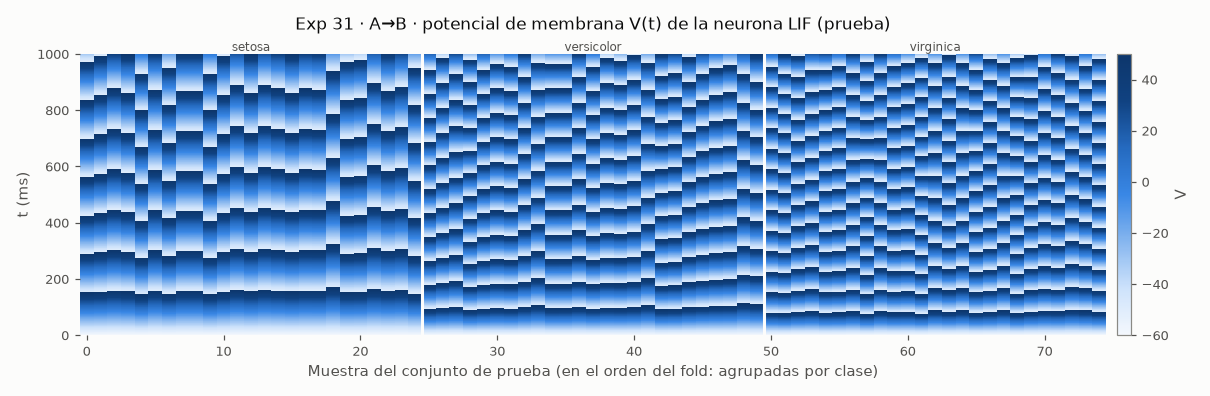 Exp 31 · A→B · potencial de membrana V(t) de la neurona LIF (prueba)
setosa versicolor virginica
1000
800
600
400
200
0
t (ms)
0 10 20 30 40 50 60 70
Muestra del conjunto de prueba (en el orden del fold: agrupadas por clase)
40
20
0
−20
−40
−60
V